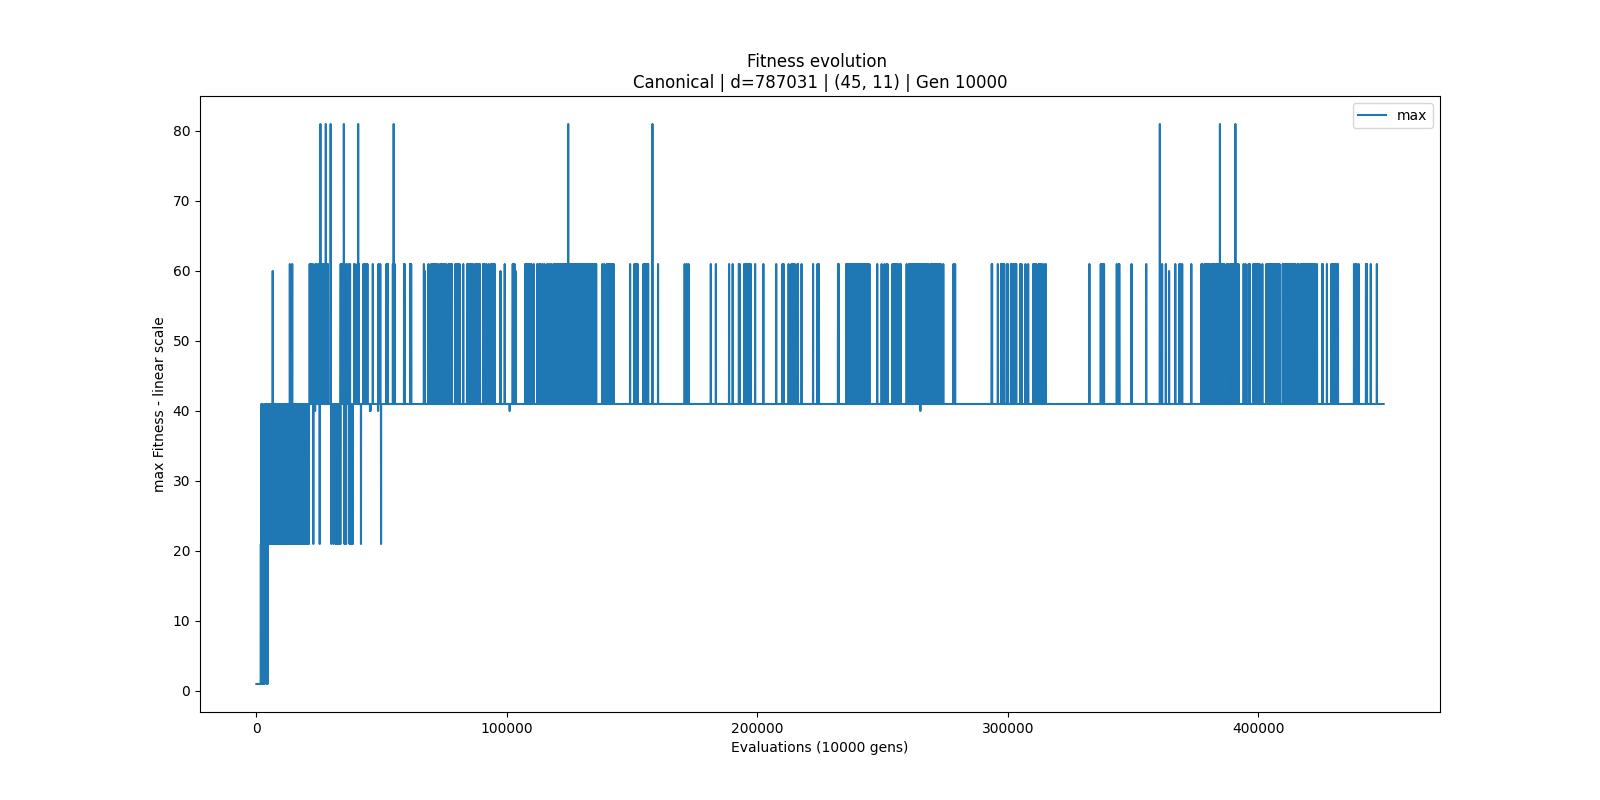 Fitness evolution
Canonical | d=787031 | (45, 11) | Gen 10000
max
80
70
60
50
40
30
20
10
0
max Fitness - linear scale
0 100000 200000 300000 400000
Evaluations (10000 gens)